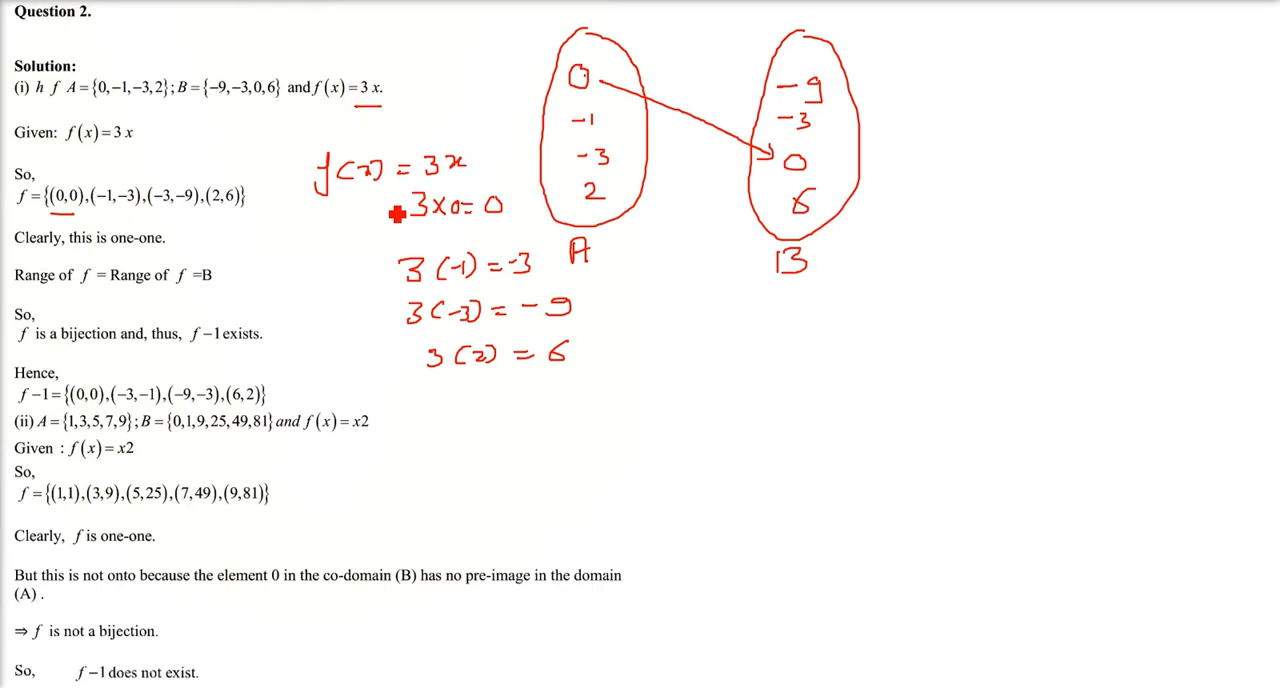 Question 2.
Solution:
(i) h f A={0,−1,−3,2};B={−9,−3,0,6} and f(x)=3x.
Given: f(x)=3x
So,
f={(0,0),(−1,−3),(−3,−9),(2,6)}
Clearly, this is one-one.
Range of f = Range of f =B
So,
f is a bijection and, thus, f−1 exists.
Hence,
f−1={(0,0),(−3,−1),(−9,−3),(6,2)}
(ii) A={1,3,5,7,9};B={0,1,9,25,49,81} and f(x)=x2
Given : f(x)=x2
So,
f={(1,1),(3,9),(5,25),(7,49),(9,81)}
Clearly, f is one-one.
But this is not onto because the element 0 in the co-domain (B) has no pre-image in the domain
(A) .
⇒ f is not a bijection.
So, f−1 does not exist.
f(x) = 3x
3×0=0
3(-1)=-3
3(-3)=-9
3(2)=6
0
-1
-3
2
A
-9
-3
0
6
B